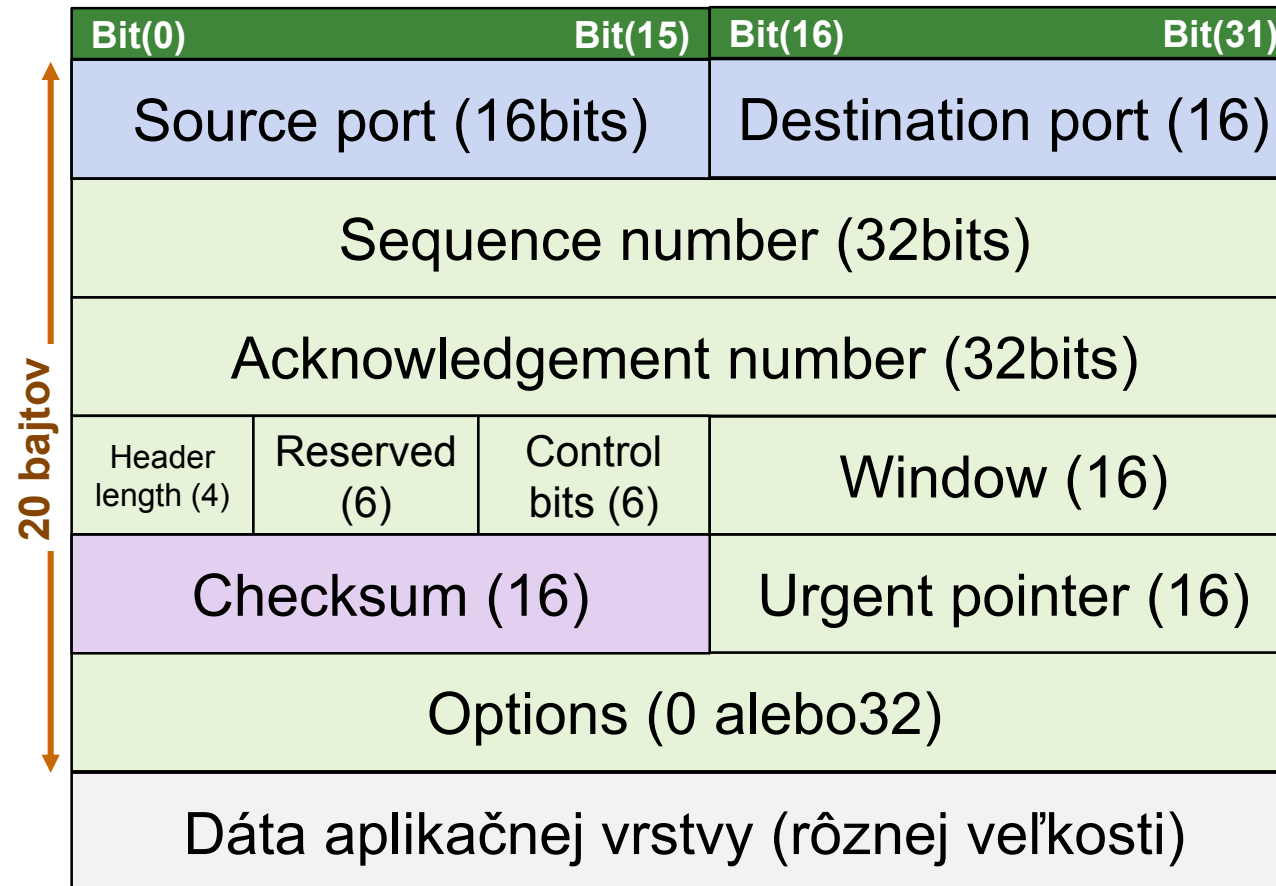 Bit(0) Bit(15) Bit(16) Bit(31)
Source port (16bits) Destination port (16)
Sequence number (32bits)
Acknowledgement number (32bits)
20 bajtov
Header
length (4)
Reserved
(6)
Control
bits (6)
Window (16)
Checksum (16) Urgent pointer (16)
Options (0 alebo32)
Dáta aplikačnej vrstvy (rôznej veľkosti)